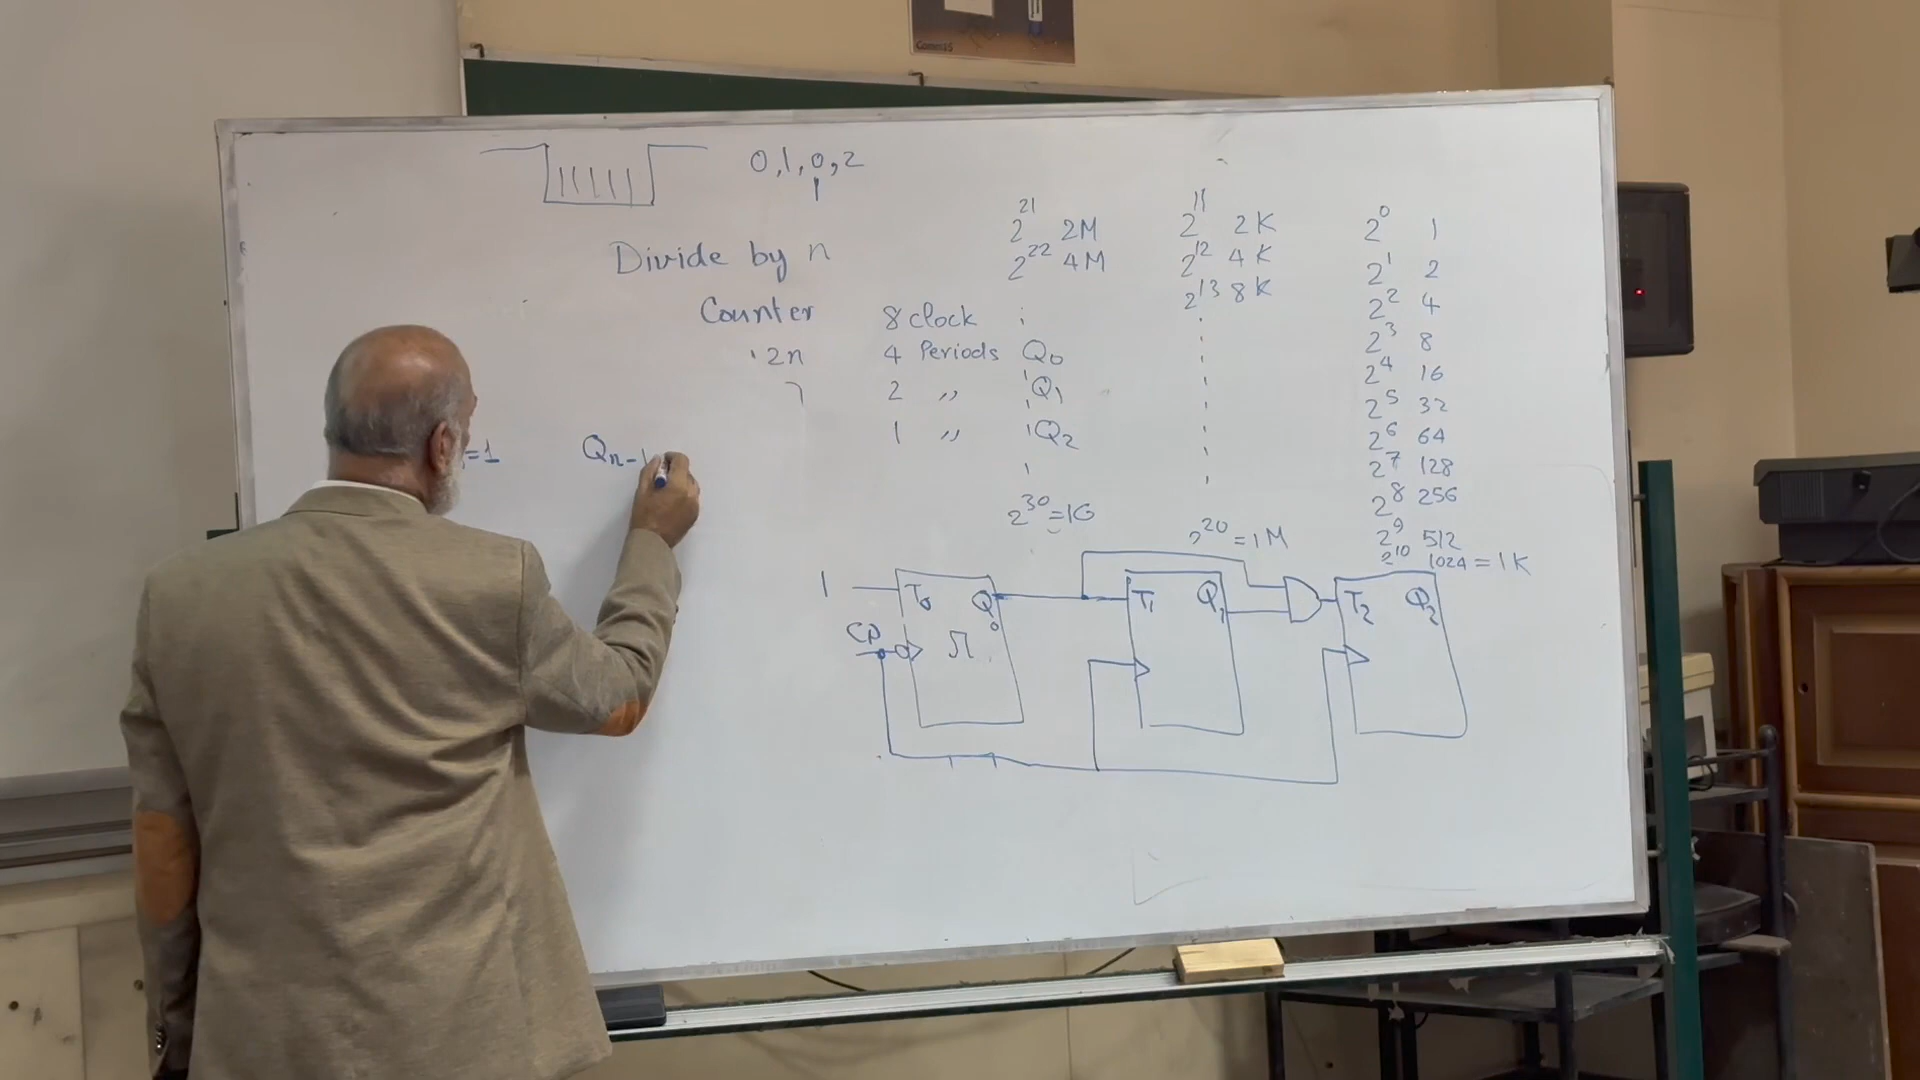 CommES
0,1,0,2
1
Divide by n
Counter
2n
8 clock
4 Periods Q0
2 ,, Q1
1 ,, Q2
2^21 2M
2^22 4M
2^30 = 1G
2^11 2K
2^12 4K
2^13 8K
2^20 = 1M
2^0 1
2^1 2
2^2 4
2^3 8
2^4 16
2^5 32
2^6 64
2^7 128
2^8 256
2^9 512
2^10 1024 = 1K
=1 Qn-1
1 T0 Q0 T1 Q1 T2 Q2
CP